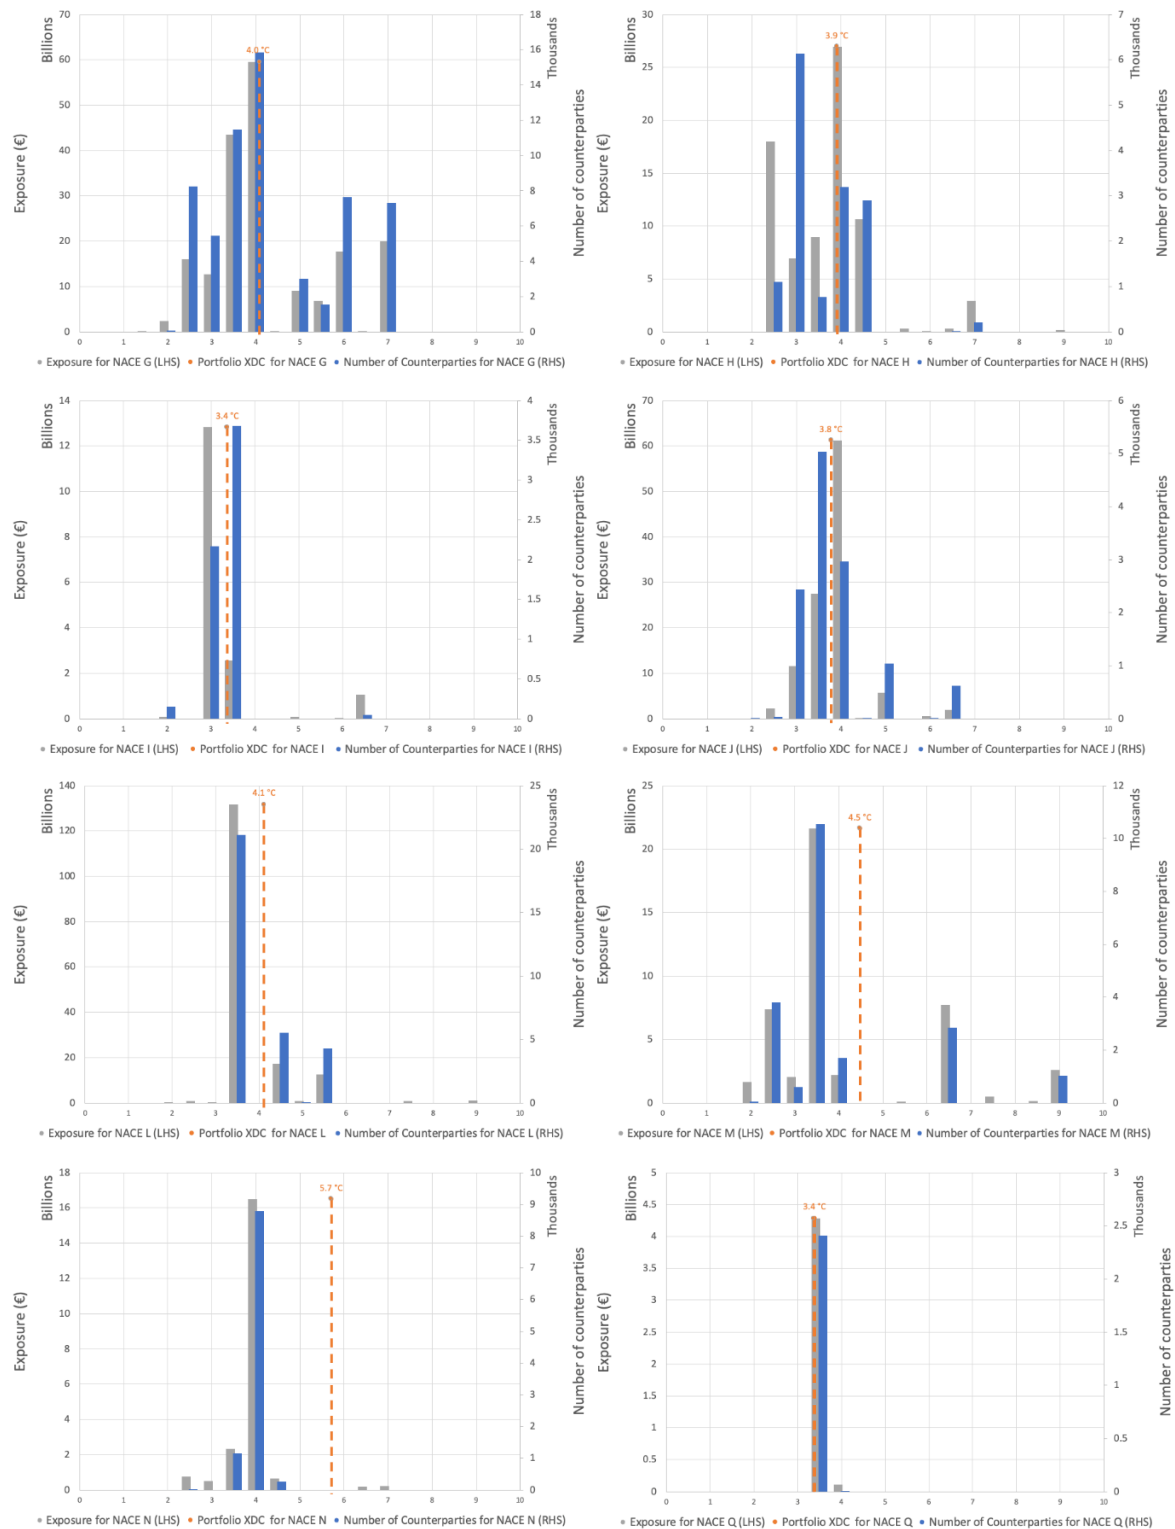 Billions
Exposure (€)
70
60
50
40
30
20
10
0
4.0 °C
18
16
14
12
10
8
6
4
2
0
Thousands
Number of counterparties
0 1 2 3 4 5 6 7 8 9 10
Exposure for NACE G (LHS) Portfolio XDC for NACE G Number of Counterparties for NACE G (RHS)
Billions
Exposure (€)
30
25
20
15
10
5
0
3.9 °C
7
6
5
4
3
2
1
0
Thousands
Number of counterparties
0 1 2 3 4 5 6 7 8 9 10
Exposure for NACE H (LHS) Portfolio XDC for NACE H Number of Counterparties for NACE H (RHS)
Billions
Exposure (€)
14
12
10
8
6
4
2
0
3.4 °C
4
3.5
3
2.5
2
1.5
1
0.5
0
Thousands
Number of counterparties
0 1 2 3 4 5 6 7 8 9 10
Exposure for NACE I (LHS) Portfolio XDC for NACE I Number of Counterparties for NACE I (RHS)
Billions
Exposure (€)
70
60
50
40
30
20
10
0
3.8 °C
6
5
4
3
2
1
0
Thousands
Number of counterparties
0 1 2 3 4 5 6 7 8 9 10
Exposure for NACE J (LHS) Portfolio XDC for NACE J Number of Counterparties for NACE J (RHS)
Billions
Exposure (€)
140
120
100
80
60
40
20
0
4.1 °C
25
20
15
10
5
0
Thousands
Number of counterparties
0 1 2 3 4 5 6 7 8 9 10
Exposure for NACE L (LHS) Portfolio XDC for NACE L Number of Counterparties for NACE L (RHS)
Billions
Exposure (€)
25
20
15
10
5
0
4.5 °C
12
10
8
6
4
2
0
Thousands
Number of counterparties
0 1 2 3 4 5 6 7 8 9 10
Exposure for NACE M (LHS) Portfolio XDC for NACE M Number of Counterparties for NACE M (RHS)
Billions
Exposure (€)
18
16
14
12
10
8
6
4
2
0
5.7 °C
10
9
8
7
6
5
4
3
2
1
0
Thousands
Number of counterparties
0 1 2 3 4 5 6 7 8 9 10
Exposure for NACE N (LHS) Portfolio XDC for NACE N Number of Counterparties for NACE N (RHS)
Billions
Exposure (€)
5
4.5
4
3.5
3
2.5
2
1.5
1
0.5
0
3.4 °C
3
2.5
2
1.5
1
0.5
0
Thousands
Number of counterparties
0 1 2 3 4 5 6 7 8 9 10
Exposure for NACE Q (LHS) Portfolio XDC for NACE Q Number of Counterparties for NACE Q (RHS)